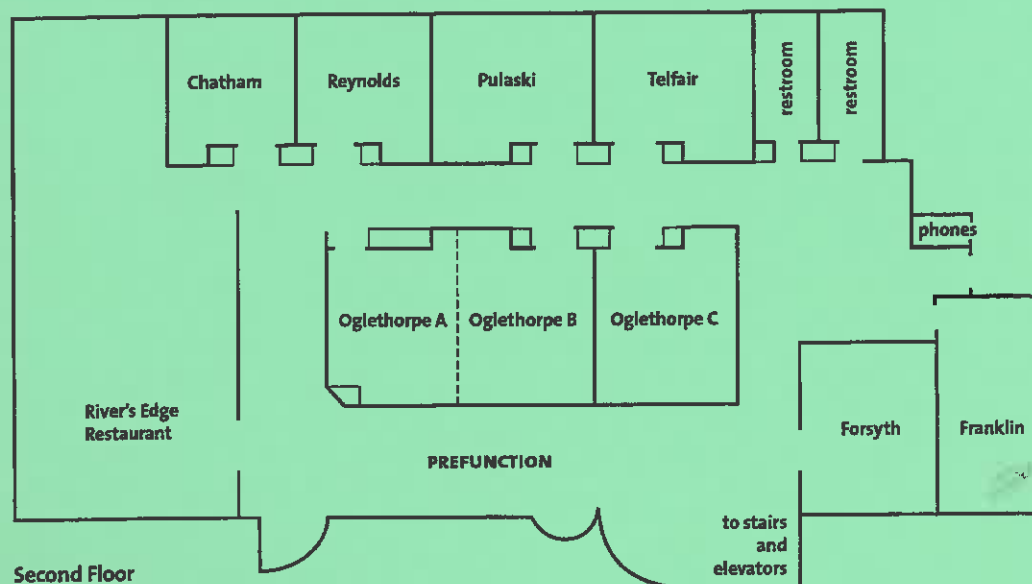 Chatham
Reynolds
Pulaski
Telfair
restroom
restroom
phones
Oglethorpe A
Oglethorpe B
Oglethorpe C
River's Edge
Restaurant
Forsyth
Franklin
PREFUNCTION
to stairs
and
elevators
Second Floor